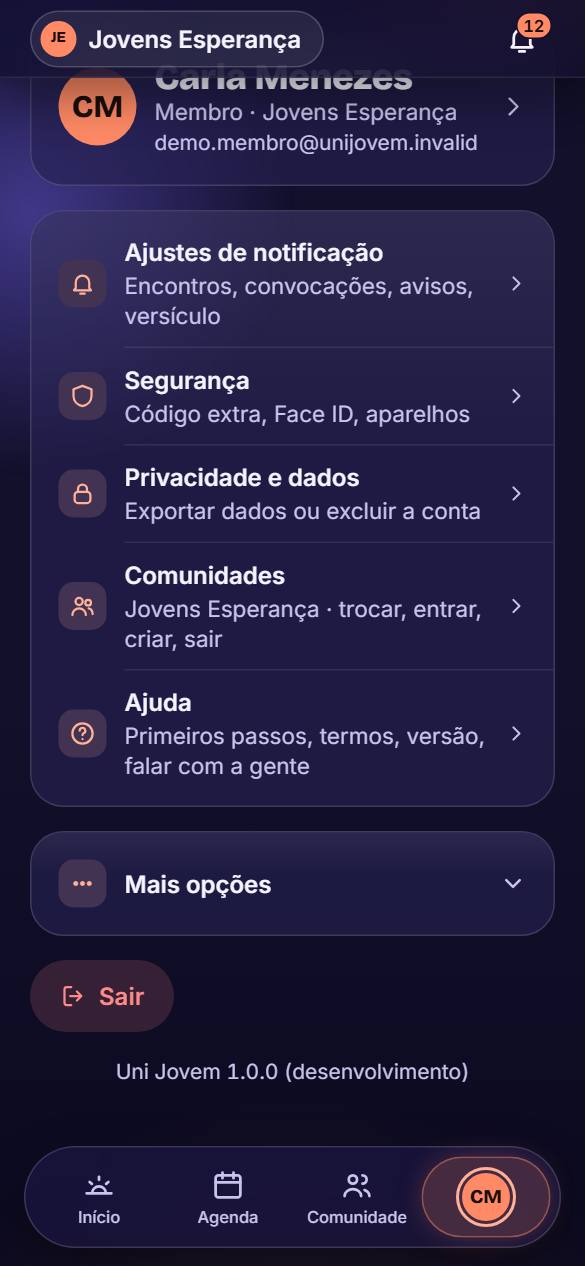 JE Jovens Esperança
12
Carla Menezes
CM
Membro · Jovens Esperança
demo.membro@unijovem.invalid
Ajustes de notificação
Encontros, convocações, avisos,
versículo
Segurança
Código extra, Face ID, aparelhos
Privacidade e dados
Exportar dados ou excluir a conta
Comunidades
Jovens Esperança · trocar, entrar,
criar, sair
Ajuda
Primeiros passos, termos, versão,
falar com a gente
Mais opções
Sair
Uni Jovem 1.0.0 (desenvolvimento)
Início
Agenda
Comunidade
CM